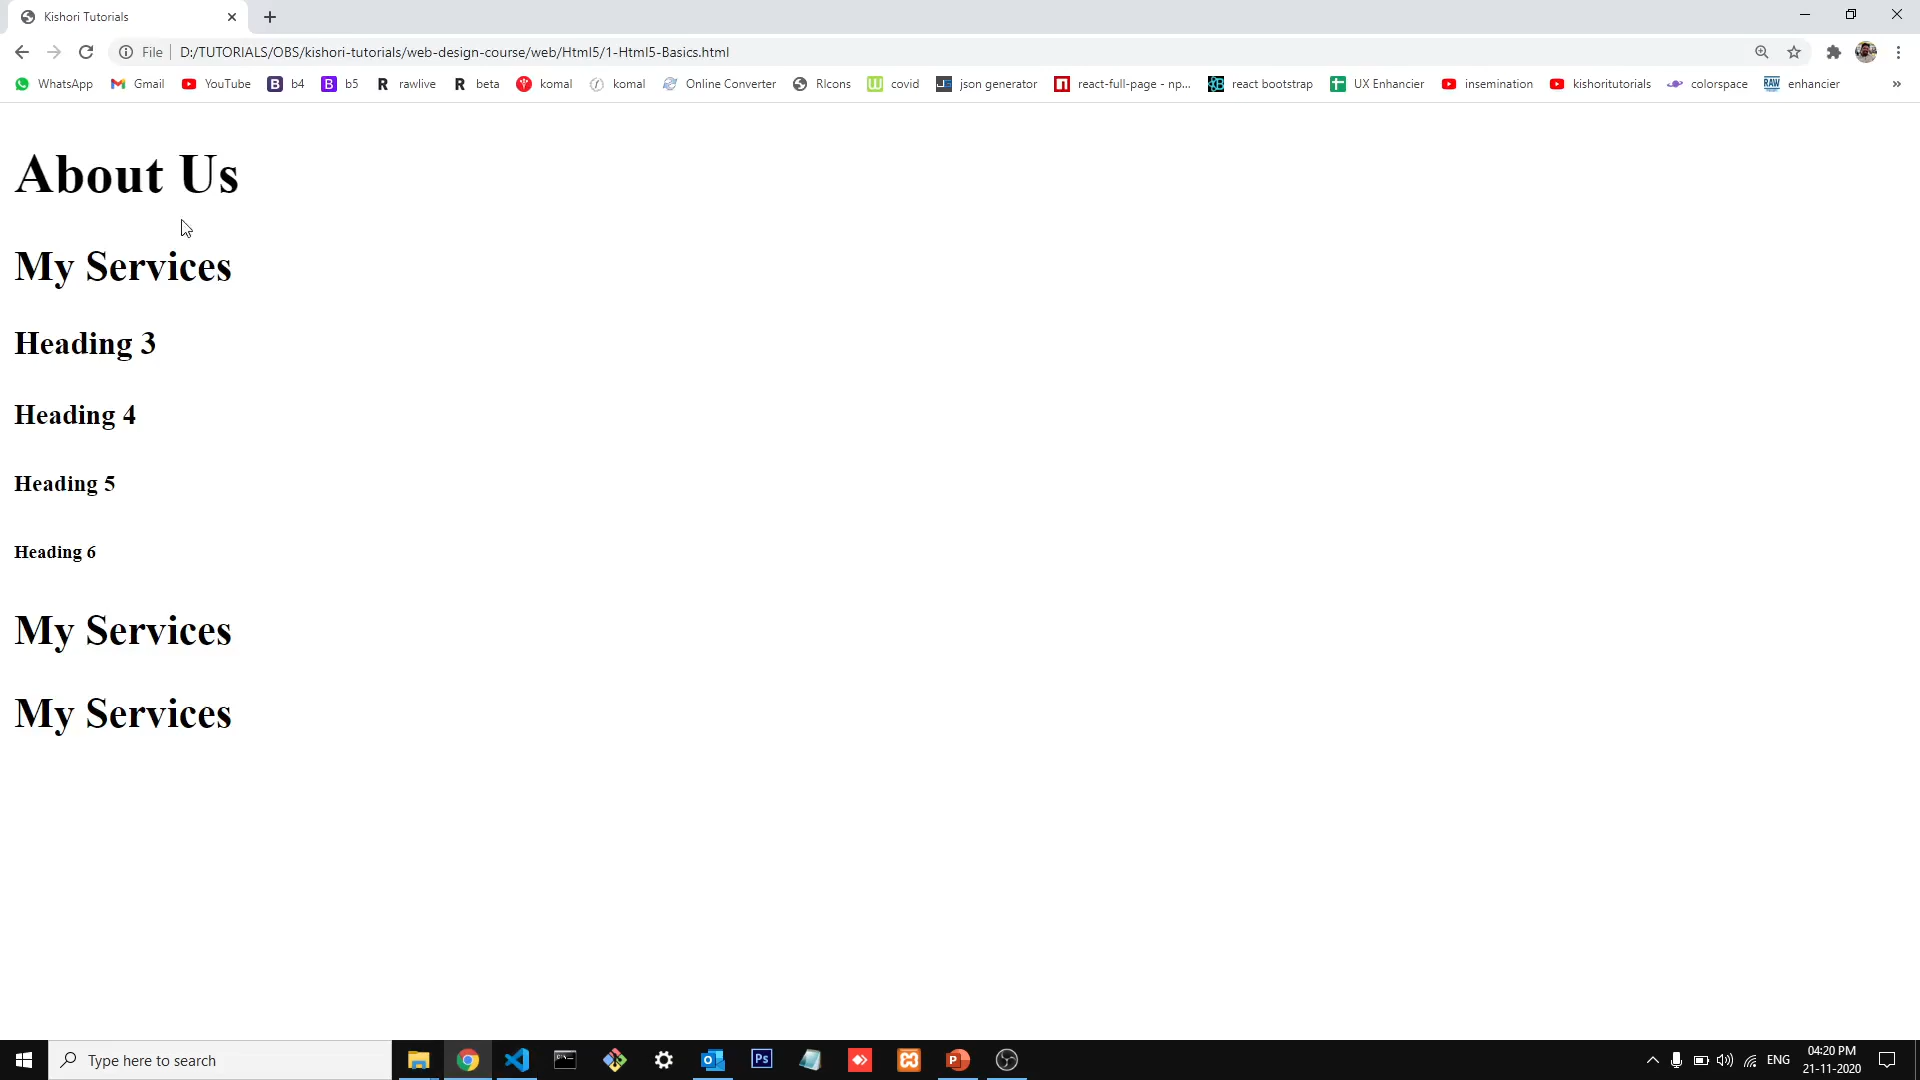 Kishori Tutorials
File D:/TUTORIALS/OBS/kishori-tutorials/web-design-course/web/Html5/1-Html5-Basics.html
WhatsApp Gmail YouTube b4 b5 rawlive beta komal komal Online Converter RIcons covid json generator react-full-page - np... react bootstrap UX Enhancier insemination kishoritutorials colorspace enhancier
About Us
My Services
Heading 3
Heading 4
Heading 5
Heading 6
My Services
My Services
Type here to search
ENG
04:20 PM
21-11-2020